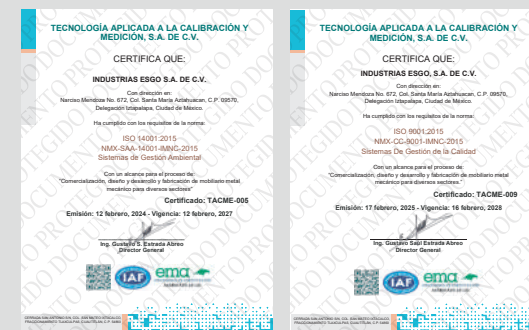 TECNOLOGÍA APLICADA A LA CALIBRACIÓN Y
MEDICIÓN, S.A. DE C.V.
CERTIFICA QUE:
INDUSTRIAS ESGO S.A. DE C.V.
Con dirección en:
Narciso Mendoza No. 672, Col. Santa María Aztahuacan, C.P. 09570,
Delegación Iztapalapa, Ciudad de México.
Ha cumplido con los requisitos de la norma:
ISO 14001:2015
NMX-SAA-14001-IMNC-2015
Sistemas de Gestión Ambiental
Con un alcance para el proceso de:
"Comercialización, diseño y desarrollo y fabricación de mobiliario metal
mecánico para diversos sectores"
Certificado: TACME-005
Emisión: 12 febrero, 2024 - Vigencia: 12 febrero, 2027
Ing. Gustavo S. Estrada Abreo
Director General
IAF
ema
TECNOLOGÍA APLICADA A LA CALIBRACIÓN Y
MEDICIÓN, S.A. DE C.V.
CERTIFICA QUE:
INDUSTRIAS ESGO, S.A. DE C.V.
Con dirección en:
Narciso Mendoza No. 672, Col. Santa María Aztahuacan, C.P. 09570,
Delegación Iztapalapa, Ciudad de México.
Ha cumplido con los requisitos de la norma:
ISO 9001:2015
NMX-CC-9001-IMNC-2015
Sistemas De Gestión de la Calidad
Con un alcance para el proceso de:
"Comercialización, diseño y desarrollo y fabricación de mobiliario metal
mecánico para diversos sectores."
Certificado: TACME-009
Emisión: 17 febrero, 2025 - Vigencia: 16 febrero, 2028
Ing. Gustavo Saúl Estrada Abreo
Director General
IAF
ema